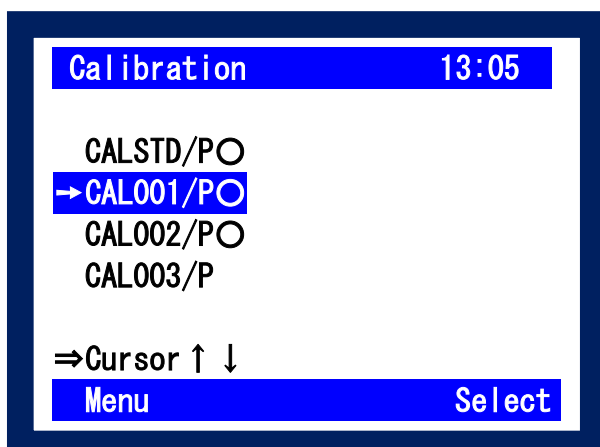 Calibration 13:05
CALSTD/P○
→CAL001/P○
CAL002/P○
CAL003/P
⇒Cursor↑↓
Menu Select